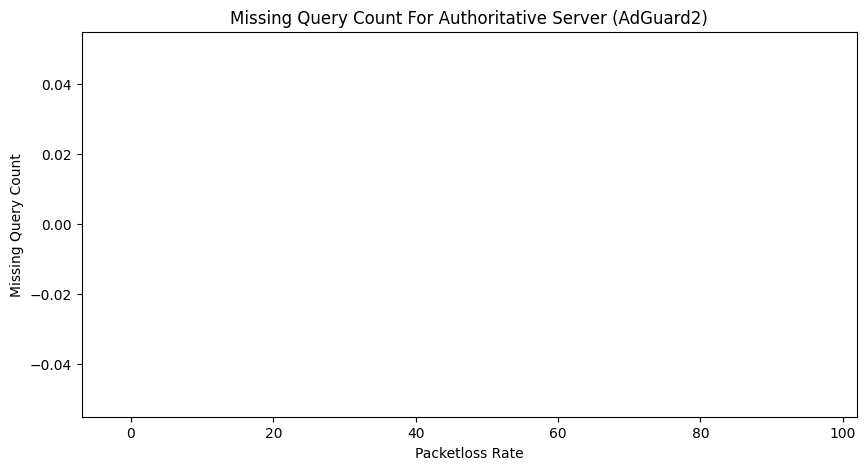 Missing Query Count For Authoritative Server (AdGuard2)
Missing Query Count
0.04
0.02
0.00
−0.02
−0.04
0 20 40 60 80 100
Packetloss Rate